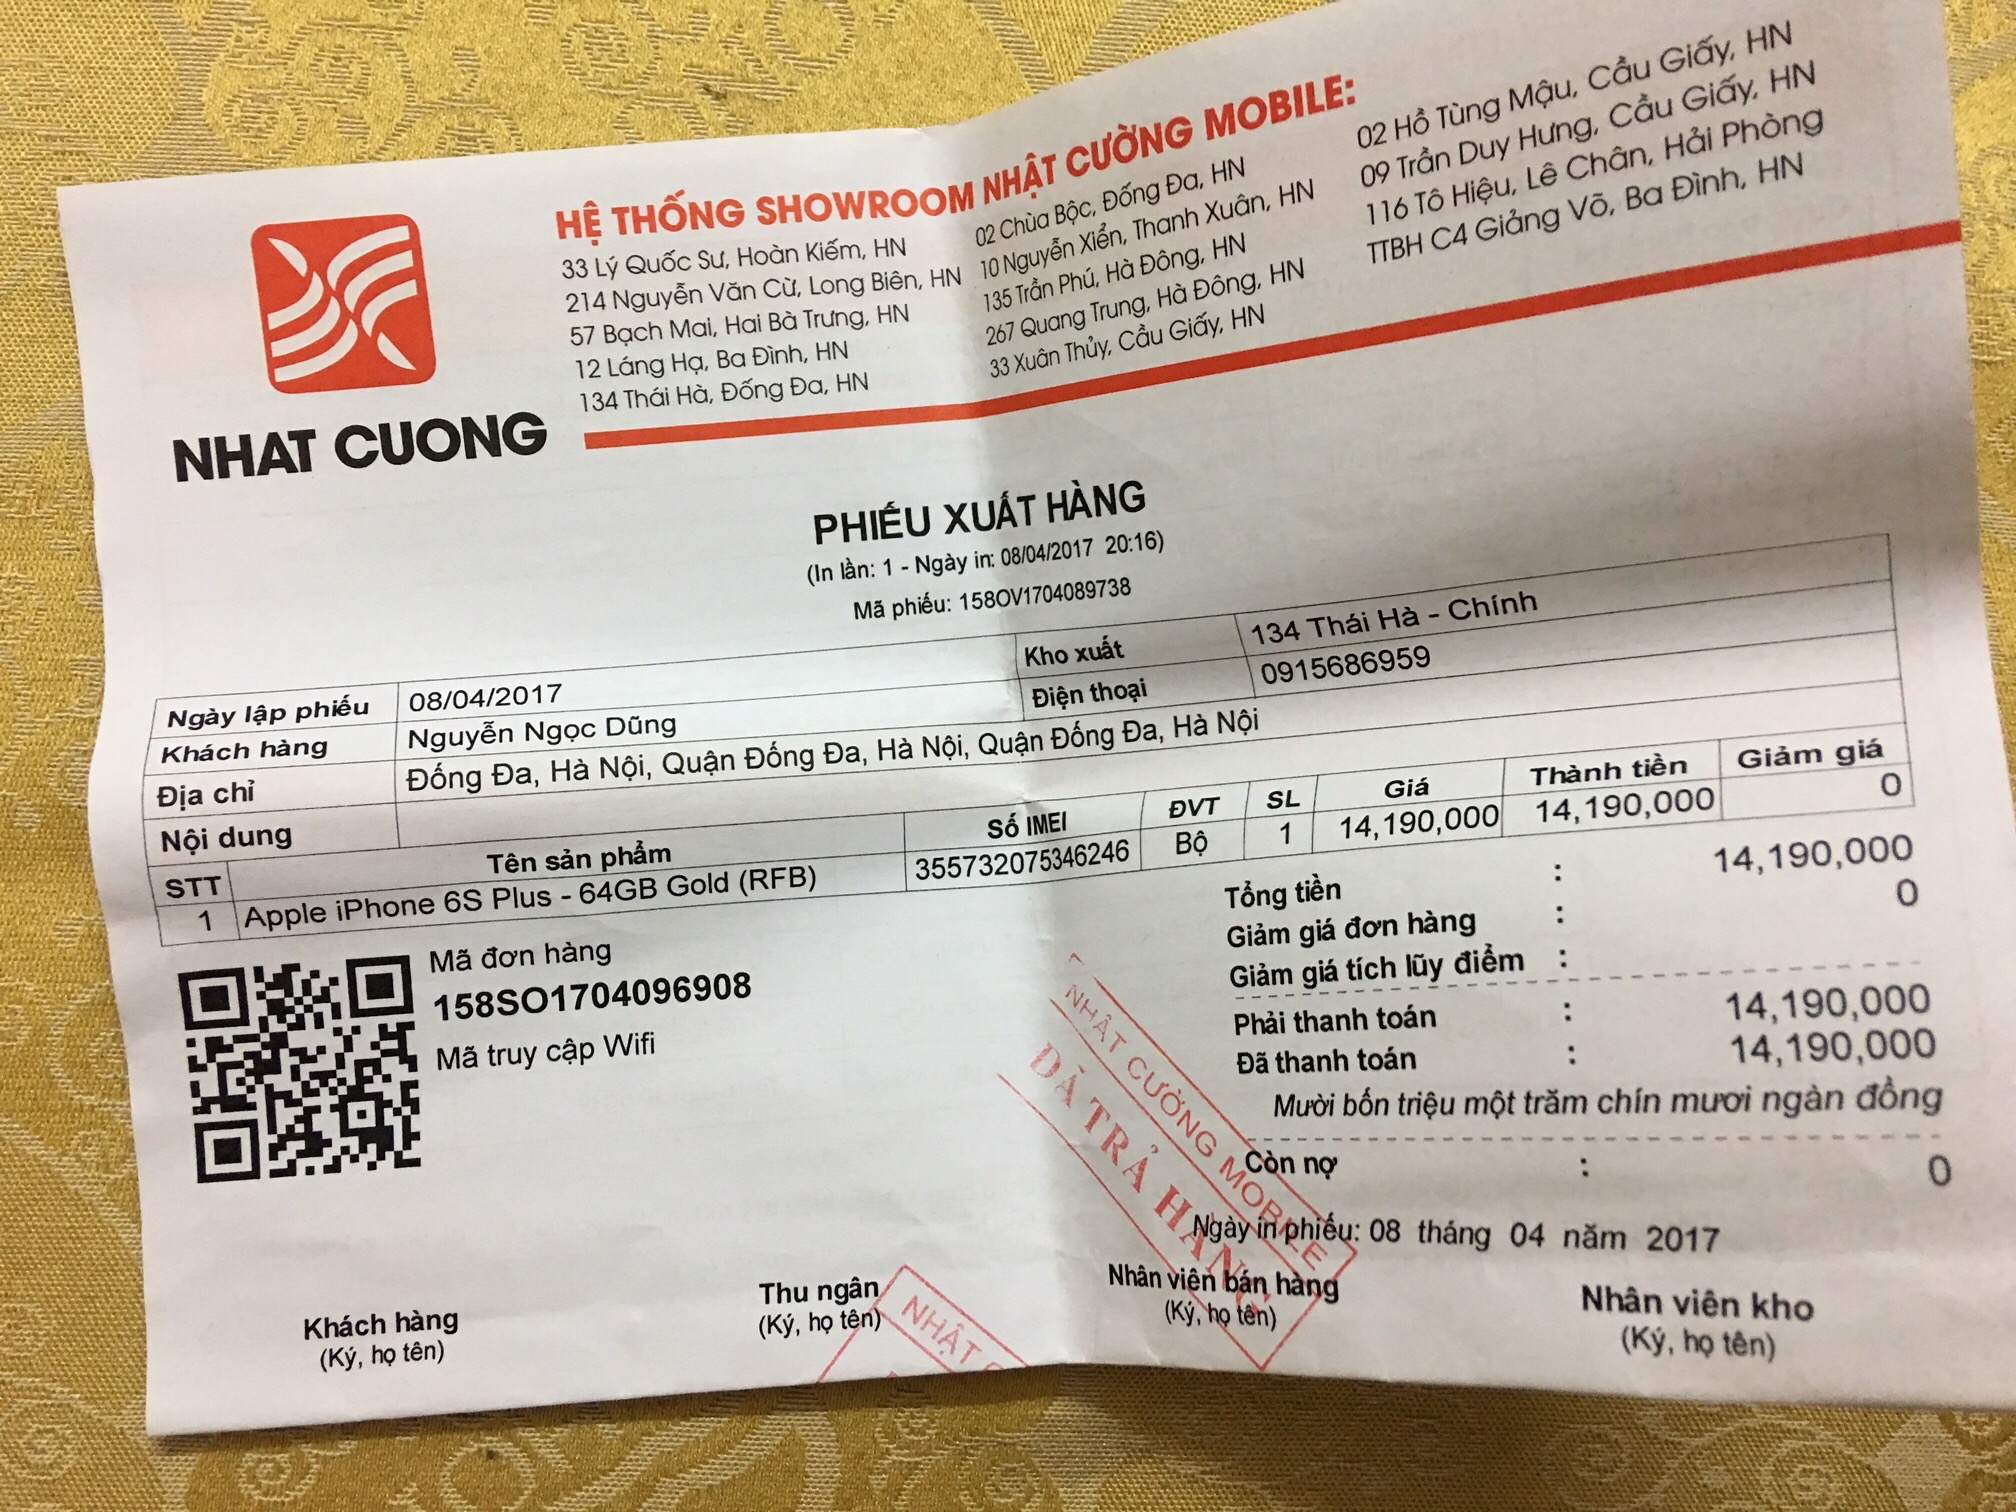 NHAT CUONG
HỆ THỐNG SHOWROOM NHẬT CƯỜNG MOBILE:
33 Lý Quốc Sư, Hoàn Kiếm, HN
214 Nguyễn Văn Cừ, Long Biên, HN
57 Bạch Mai, Hai Bà Trưng, HN
12 Láng Hạ, Ba Đình, HN
134 Thái Hà, Đống Đa, HN
02 Chùa Bộc, Đống Đa, HN
10 Nguyễn Xiển, Thanh Xuân, HN
135 Trần Phú, Hà Đông, HN
267 Quang Trung, Hà Đông, HN
33 Xuân Thủy, Cầu Giấy, HN
02 Hồ Tùng Mậu, Cầu Giấy, HN
09 Trần Duy Hưng, Cầu Giấy, HN
116 Tô Hiệu, Lê Chân, Hải Phòng
TTBH C4 Giảng Võ, Ba Đình, HN
PHIẾU XUẤT HÀNG
(In lần: 1 - Ngày in: 08/04/2017 20:16)
Mã phiếu: 158OV1704089738
Ngày lập phiếu 08/04/2017 Kho xuất 134 Thái Hà - Chính
Khách hàng Nguyễn Ngọc Dũng Điện thoại 0915686959
Địa chỉ Đống Đa, Hà Nội, Quận Đống Đa, Hà Nội, Quận Đống Đa, Hà Nội
Nội dung
STT Tên sản phẩm Số IMEI ĐVT SL Giá Thành tiền Giảm giá
1 Apple iPhone 6S Plus - 64GB Gold (RFB) 355732075346246 Bộ 1 14,190,000 14,190,000 0
Mã đơn hàng
158SO1704096908
Mã truy cập Wifi
Tổng tiền : 14,190,000
Giảm giá đơn hàng : 0
Giảm giá tích lũy điểm :
Phải thanh toán : 14,190,000
Đã thanh toán : 14,190,000
Mười bốn triệu một trăm chín mươi ngàn đồng
Còn nợ : 0
NHẬT CƯỜNG MOBILE
ĐÃ TRẢ HÀNG
Ngày in phiếu: 08 tháng 04 năm 2017
Khách hàng
(Ký, họ tên)
Thu ngân
(Ký, họ tên)
Nhân viên bán hàng
(Ký, họ tên)
Nhân viên kho
(Ký, họ tên)
NHẬT